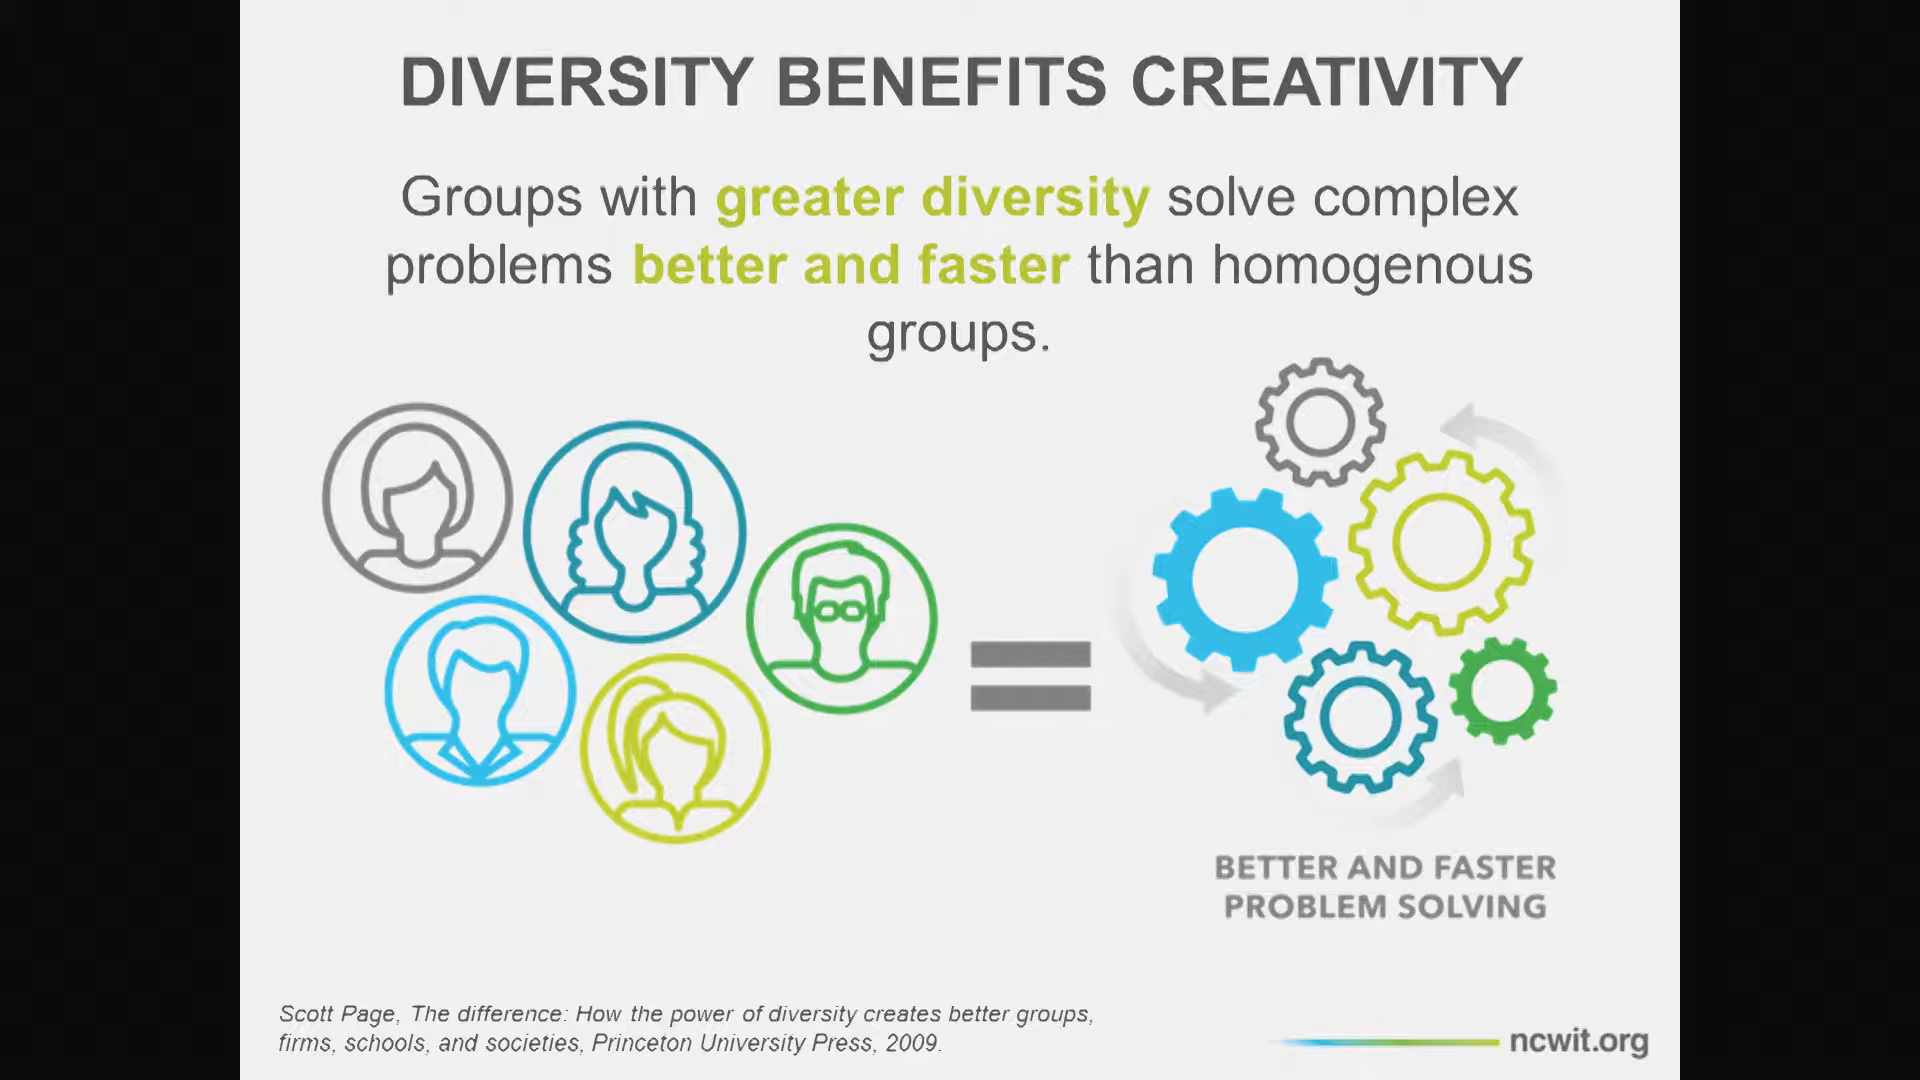 DIVERSITY BENEFITS CREATIVITY
Groups with greater diversity solve complex
problems better and faster than homogenous
groups.
BETTER AND FASTER
PROBLEM SOLVING
Scott Page, The difference: How the power of diversity creates better groups,
firms, schools, and societies, Princeton University Press, 2009.
ncwit.org